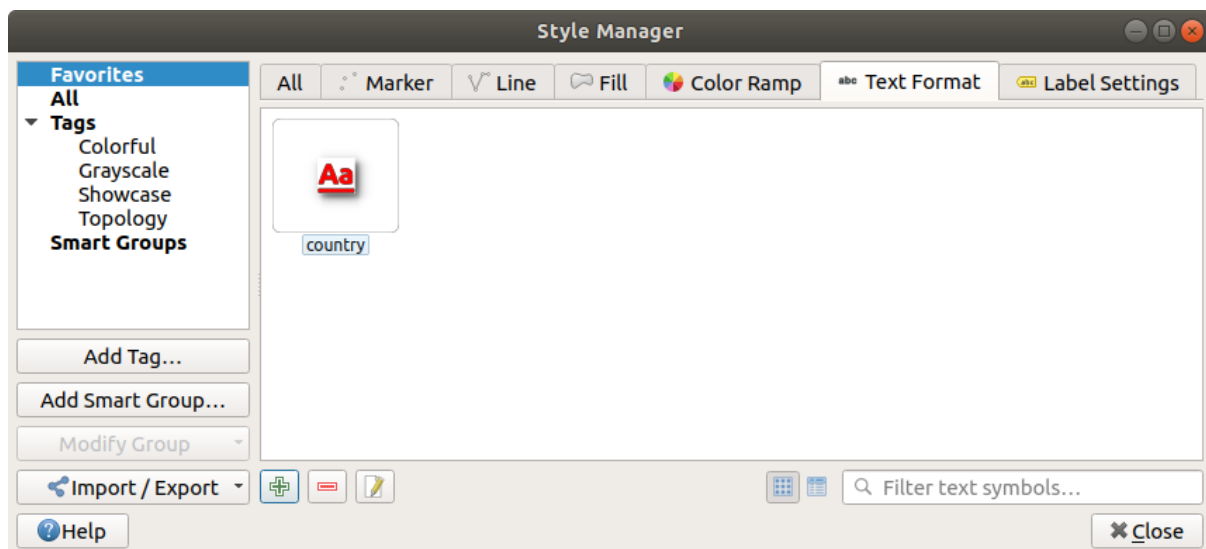 Style Manager
Favorites
All
Tags
Colorful
Grayscale
Showcase
Topology
Smart Groups
Add Tag...
Add Smart Group...
Modify Group
Import / Export
Help
All
Marker
Line
Fill
Color Ramp
abc Text Format
abc Label Settings
Aa
country
Filter text symbols...
Close